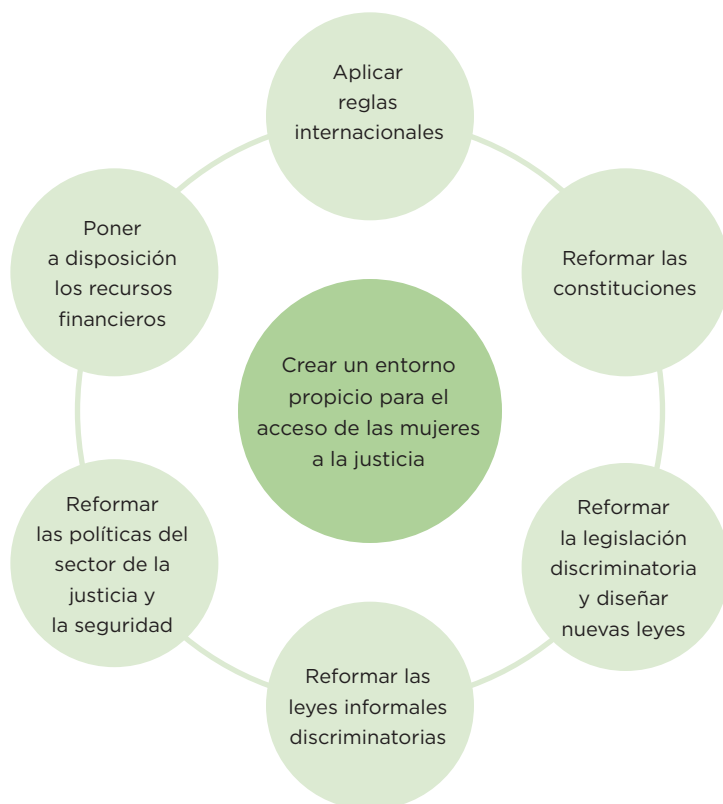 Aplicar
reglas
internacionales
Reformar las
constituciones
Reformar
la legislación
discriminatoria
y diseñar
nuevas leyes
Reformar las
leyes informales
discriminatorias
Reformar
las políticas del
sector de la
justicia y
la seguridad
Poner
a disposición
los recursos
financieros
Crear un entorno
propicio para el
acceso de las mujeres
a la justicia